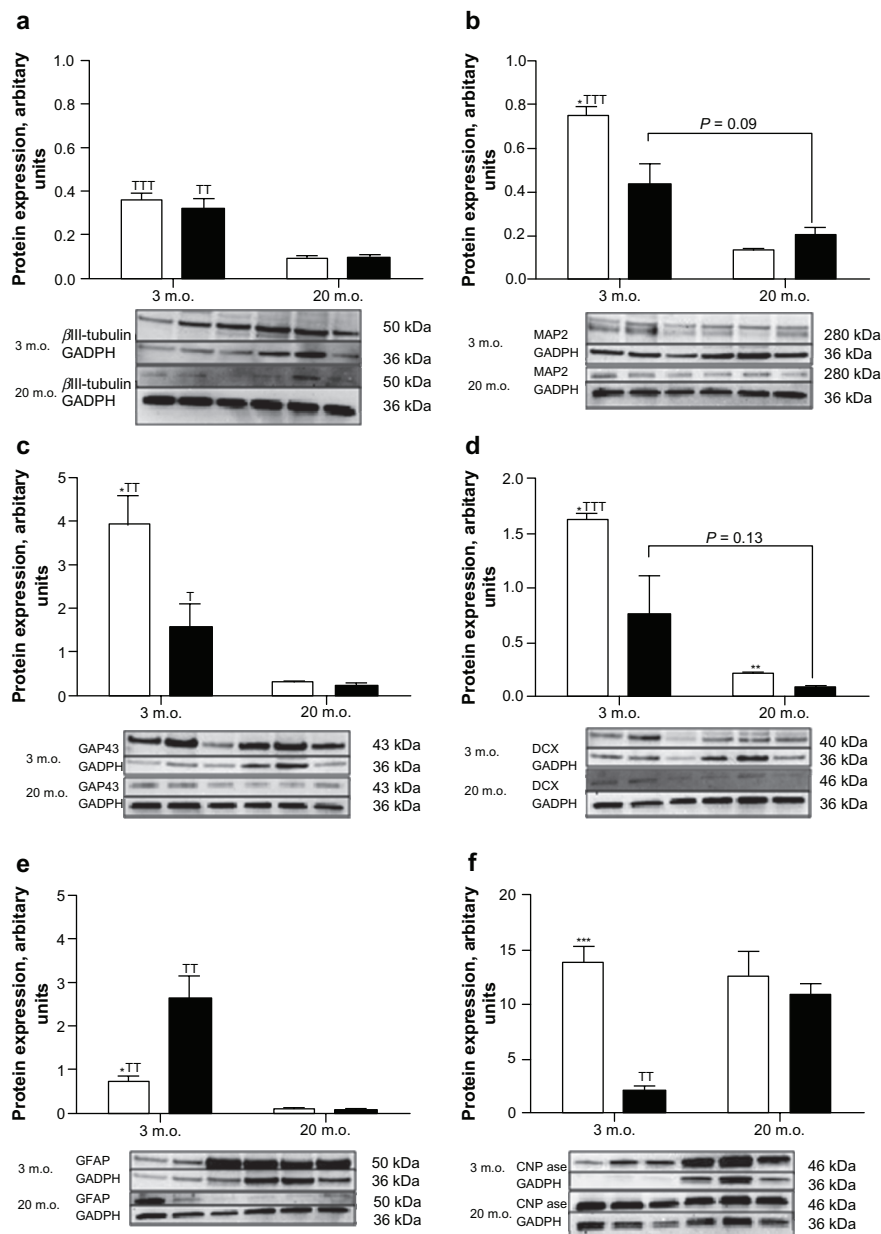 a
Protein expression, arbitary
units
1.0
0.8
0.6
0.4
0.2
0.0
TTT
TT
3 m.o.
20 m.o.
3 m.o.
βIII-tubulin
50 kDa
GADPH
36 kDa
20 m.o.
βIII-tubulin
50 kDa
GADPH
36 kDa
b
Protein expression, arbitary
units
1.0
0.8
0.6
0.4
0.2
0.0
*TTT
P = 0.09
3 m.o.
20 m.o.
3 m.o.
MAP2
280 kDa
GADPH
36 kDa
20 m.o.
MAP2
280 kDa
GADPH
36 kDa
c
Protein expression, arbitary
units
5
4
3
2
1
0
*TT
T
3 m.o.
20 m.o.
3 m.o.
GAP43
43 kDa
GADPH
36 kDa
20 m.o.
GAP43
43 kDa
GADPH
36 kDa
d
Protein expression, arbitary
units
2.0
1.5
1.0
0.5
0.0
*TTT
P = 0.13
**
3 m.o.
20 m.o.
3 m.o.
DCX
40 kDa
GADPH
36 kDa
20 m.o.
DCX
46 kDa
GADPH
36 kDa
e
Protein expression, arbitary
units
5
4
3
2
1
0
*TT
TT
3 m.o.
20 m.o.
3 m.o.
GFAP
50 kDa
GADPH
36 kDa
20 m.o.
GFAP
50 kDa
GADPH
36 kDa
f
Protein expression, arbitary
units
20
15
10
5
0
***
TT
3 m.o.
20 m.o.
3 m.o.
CNP ase
46 kDa
GADPH
36 kDa
20 m.o.
CNP ase
46 kDa
GADPH
36 kDa